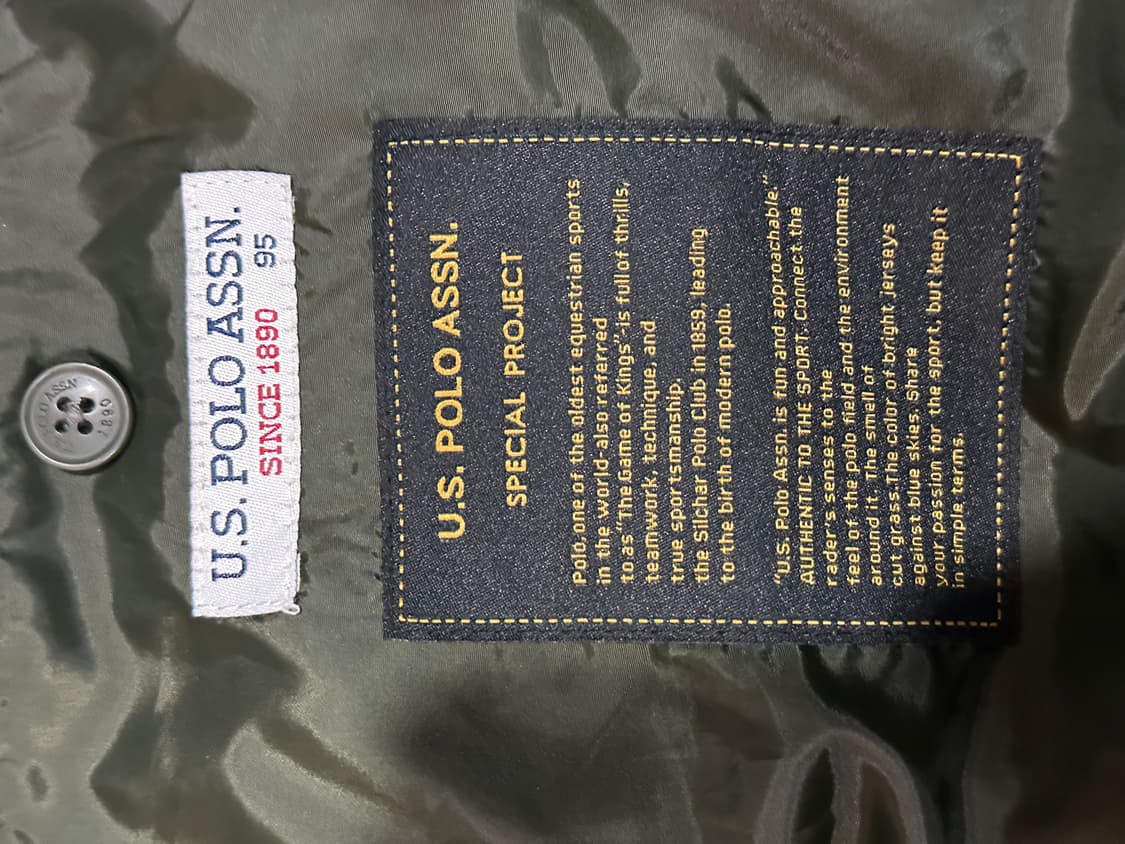 U.S. POLO ASSN.
SINCE 1890 95
U.S. POLO ASSN.
SPECIAL PROJECT
Polo,one of the oldest equestrian sports
in the world-also referred
to as"The Game of Kings"-is full of thrills,
teamwork, technique, and
true sportsmanship.
the Silchar Polo Club in 1859, leading
to the birth of modern polo.
"U.S. Polo Assn.is fun and approachable."
AUTHENTIC TO THE SPORT. Connect the
rader's senses to the
feel of the polo field and the environment
around it. The smell of
cut grass.The color of bright jerseys
against blue skies. Share
your passion for the sport, but keep it
in simple terms.
POLO ASSN
1890